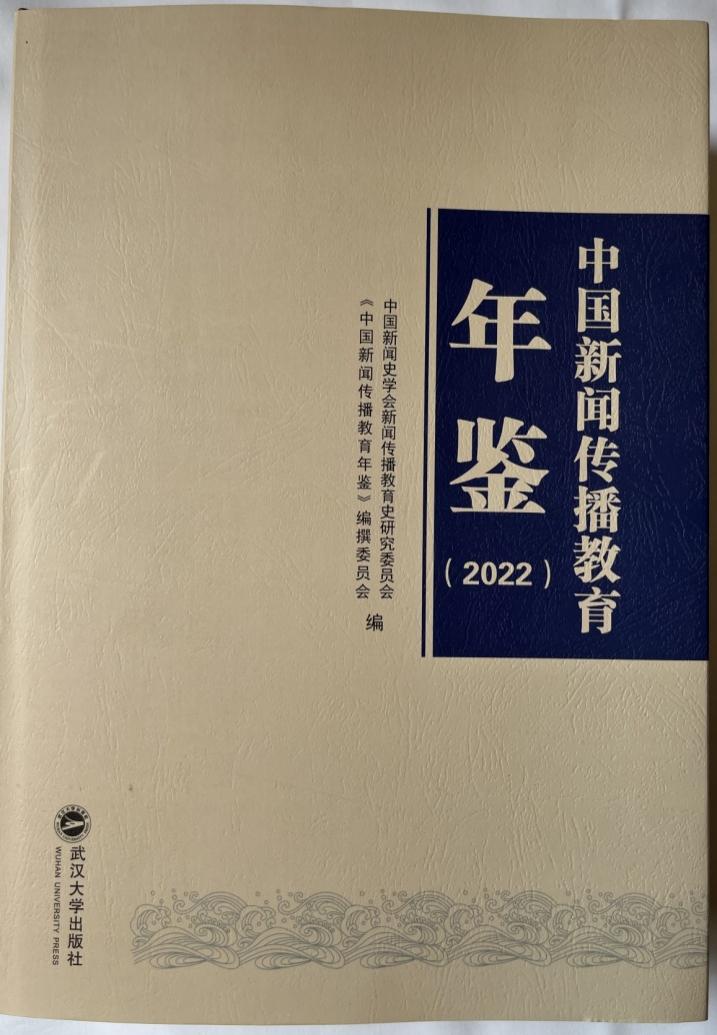 中国新闻传播教育
年鉴
(2022)
中国新闻史学会新闻传播教育史研究委员会
《中国新闻传播教育年鉴》编撰委员会
编
武汉大学出版社
WUHAN UNIVERSITY PRESS